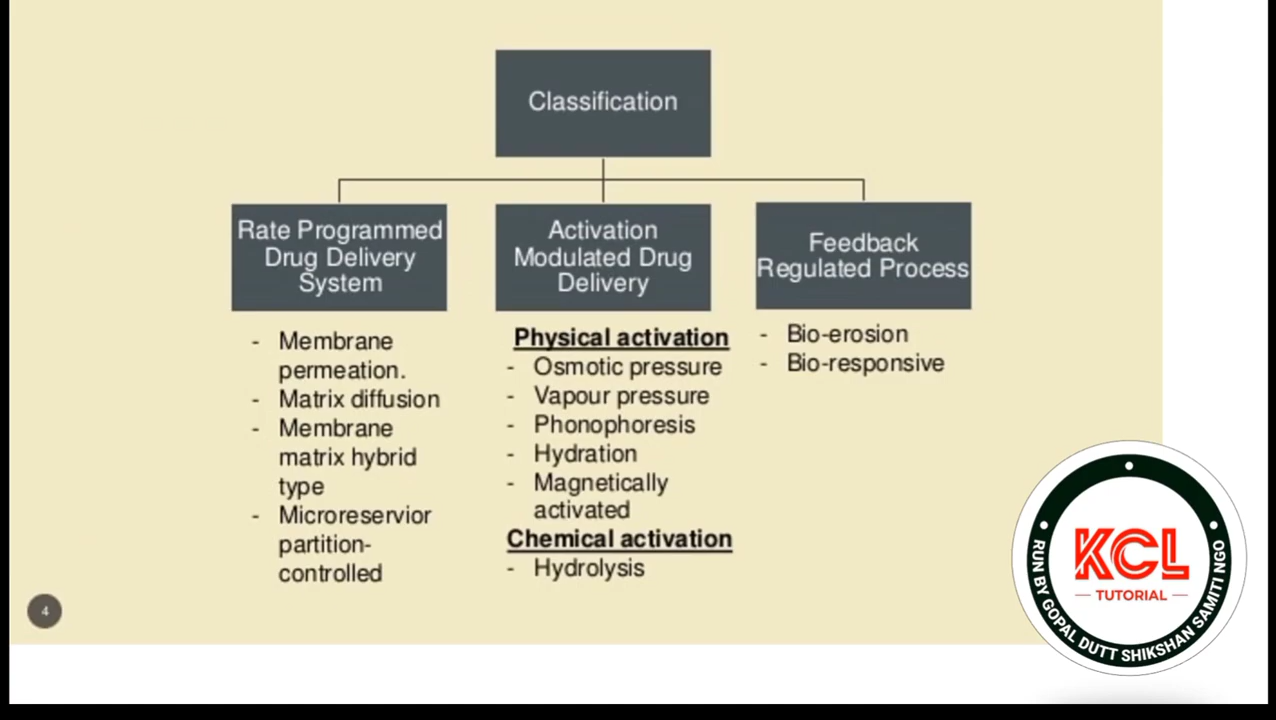 Classification
Rate Programmed
Drug Delivery
System
Activation
Modulated Drug
Delivery
Feedback
Regulated Process
- Membrane
permeation.
- Matrix diffusion
- Membrane
matrix hybrid
type
- Microreservior
partition-
controlled
Physical activation
- Osmotic pressure
- Vapour pressure
- Phonophoresis
- Hydration
- Magnetically
activated
Chemical activation
- Hydrolysis
- Bio-erosion
- Bio-responsive
4
KCL
TUTORIAL
RUN BY GOPAL DUTT SHIKSHAN SAMITI NGO